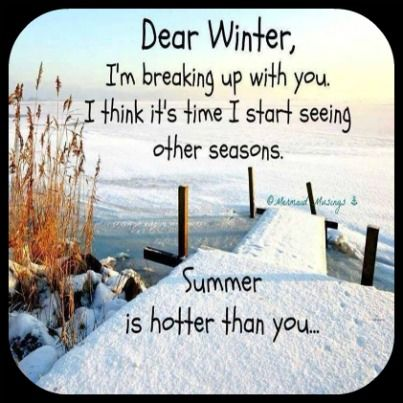 Dear Winter,
I'm breaking up with you.
I think it's time I start seeing
other seasons.
©Mermaid Musings
Summer
is hotter than you...